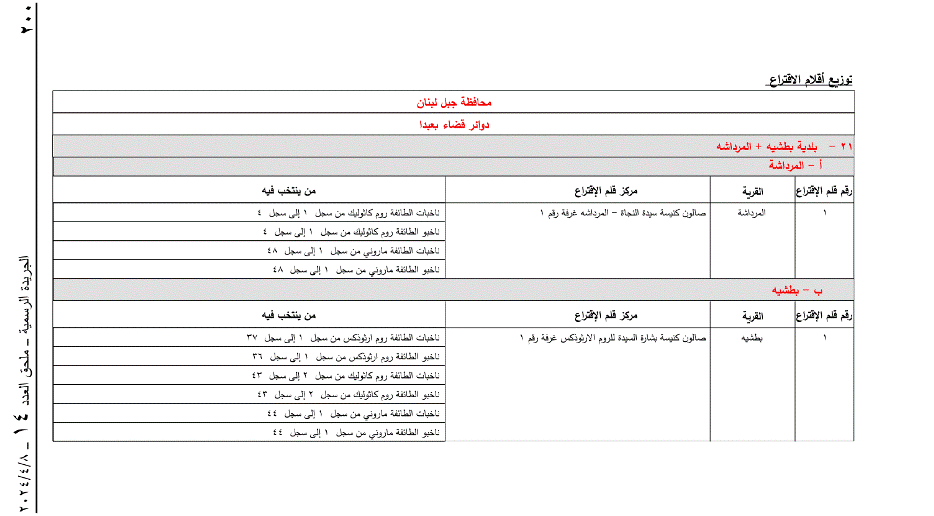 ٢٠٠
الجريدة الرسمية – ملحق العدد ١٤ – ٢٠٢٤/٤/٨
توزيع أقلام الاقتراع
محافظة جبل لبنان
دوائر قضاء بعبدا
٢١ - بلدية بطشيه + المرداشه
أ - المرداشة
رقم قلم الإقتراع القرية مركز قلم الإقتراع من ينتخب فيه
١ المرداشة صالون كنيسة سيدة النجاة - المرداشه غرفة رقم ١ ناخبات الطائفة روم كاثوليك من سجل ١ إلى سجل ٤
ناخبو الطائفة روم كاثوليك من سجل ١ إلى سجل ٤
ناخبات الطائفة ماروني من سجل ١ إلى سجل ٤٨
ناخبو الطائفة ماروني من سجل ١ إلى سجل ٤٨
ب - بطشيه
رقم قلم الإقتراع القرية مركز قلم الإقتراع من ينتخب فيه
١ بطشيه صالون كنيسة بشارة السيدة للروم الارثوذكس غرفة رقم ١ ناخبات الطائفة روم ارثوذكس من سجل ١ إلى سجل ٣٧
ناخبو الطائفة روم ارثوذكس من سجل ١ إلى سجل ٣٦
ناخبات الطائفة روم كاثوليك من سجل ٢ إلى سجل ٤٣
ناخبو الطائفة روم كاثوليك من سجل ٢ إلى سجل ٤٣
ناخبات الطائفة ماروني من سجل ١ إلى سجل ٤٤
ناخبو الطائفة ماروني من سجل ١ إلى سجل ٤٤